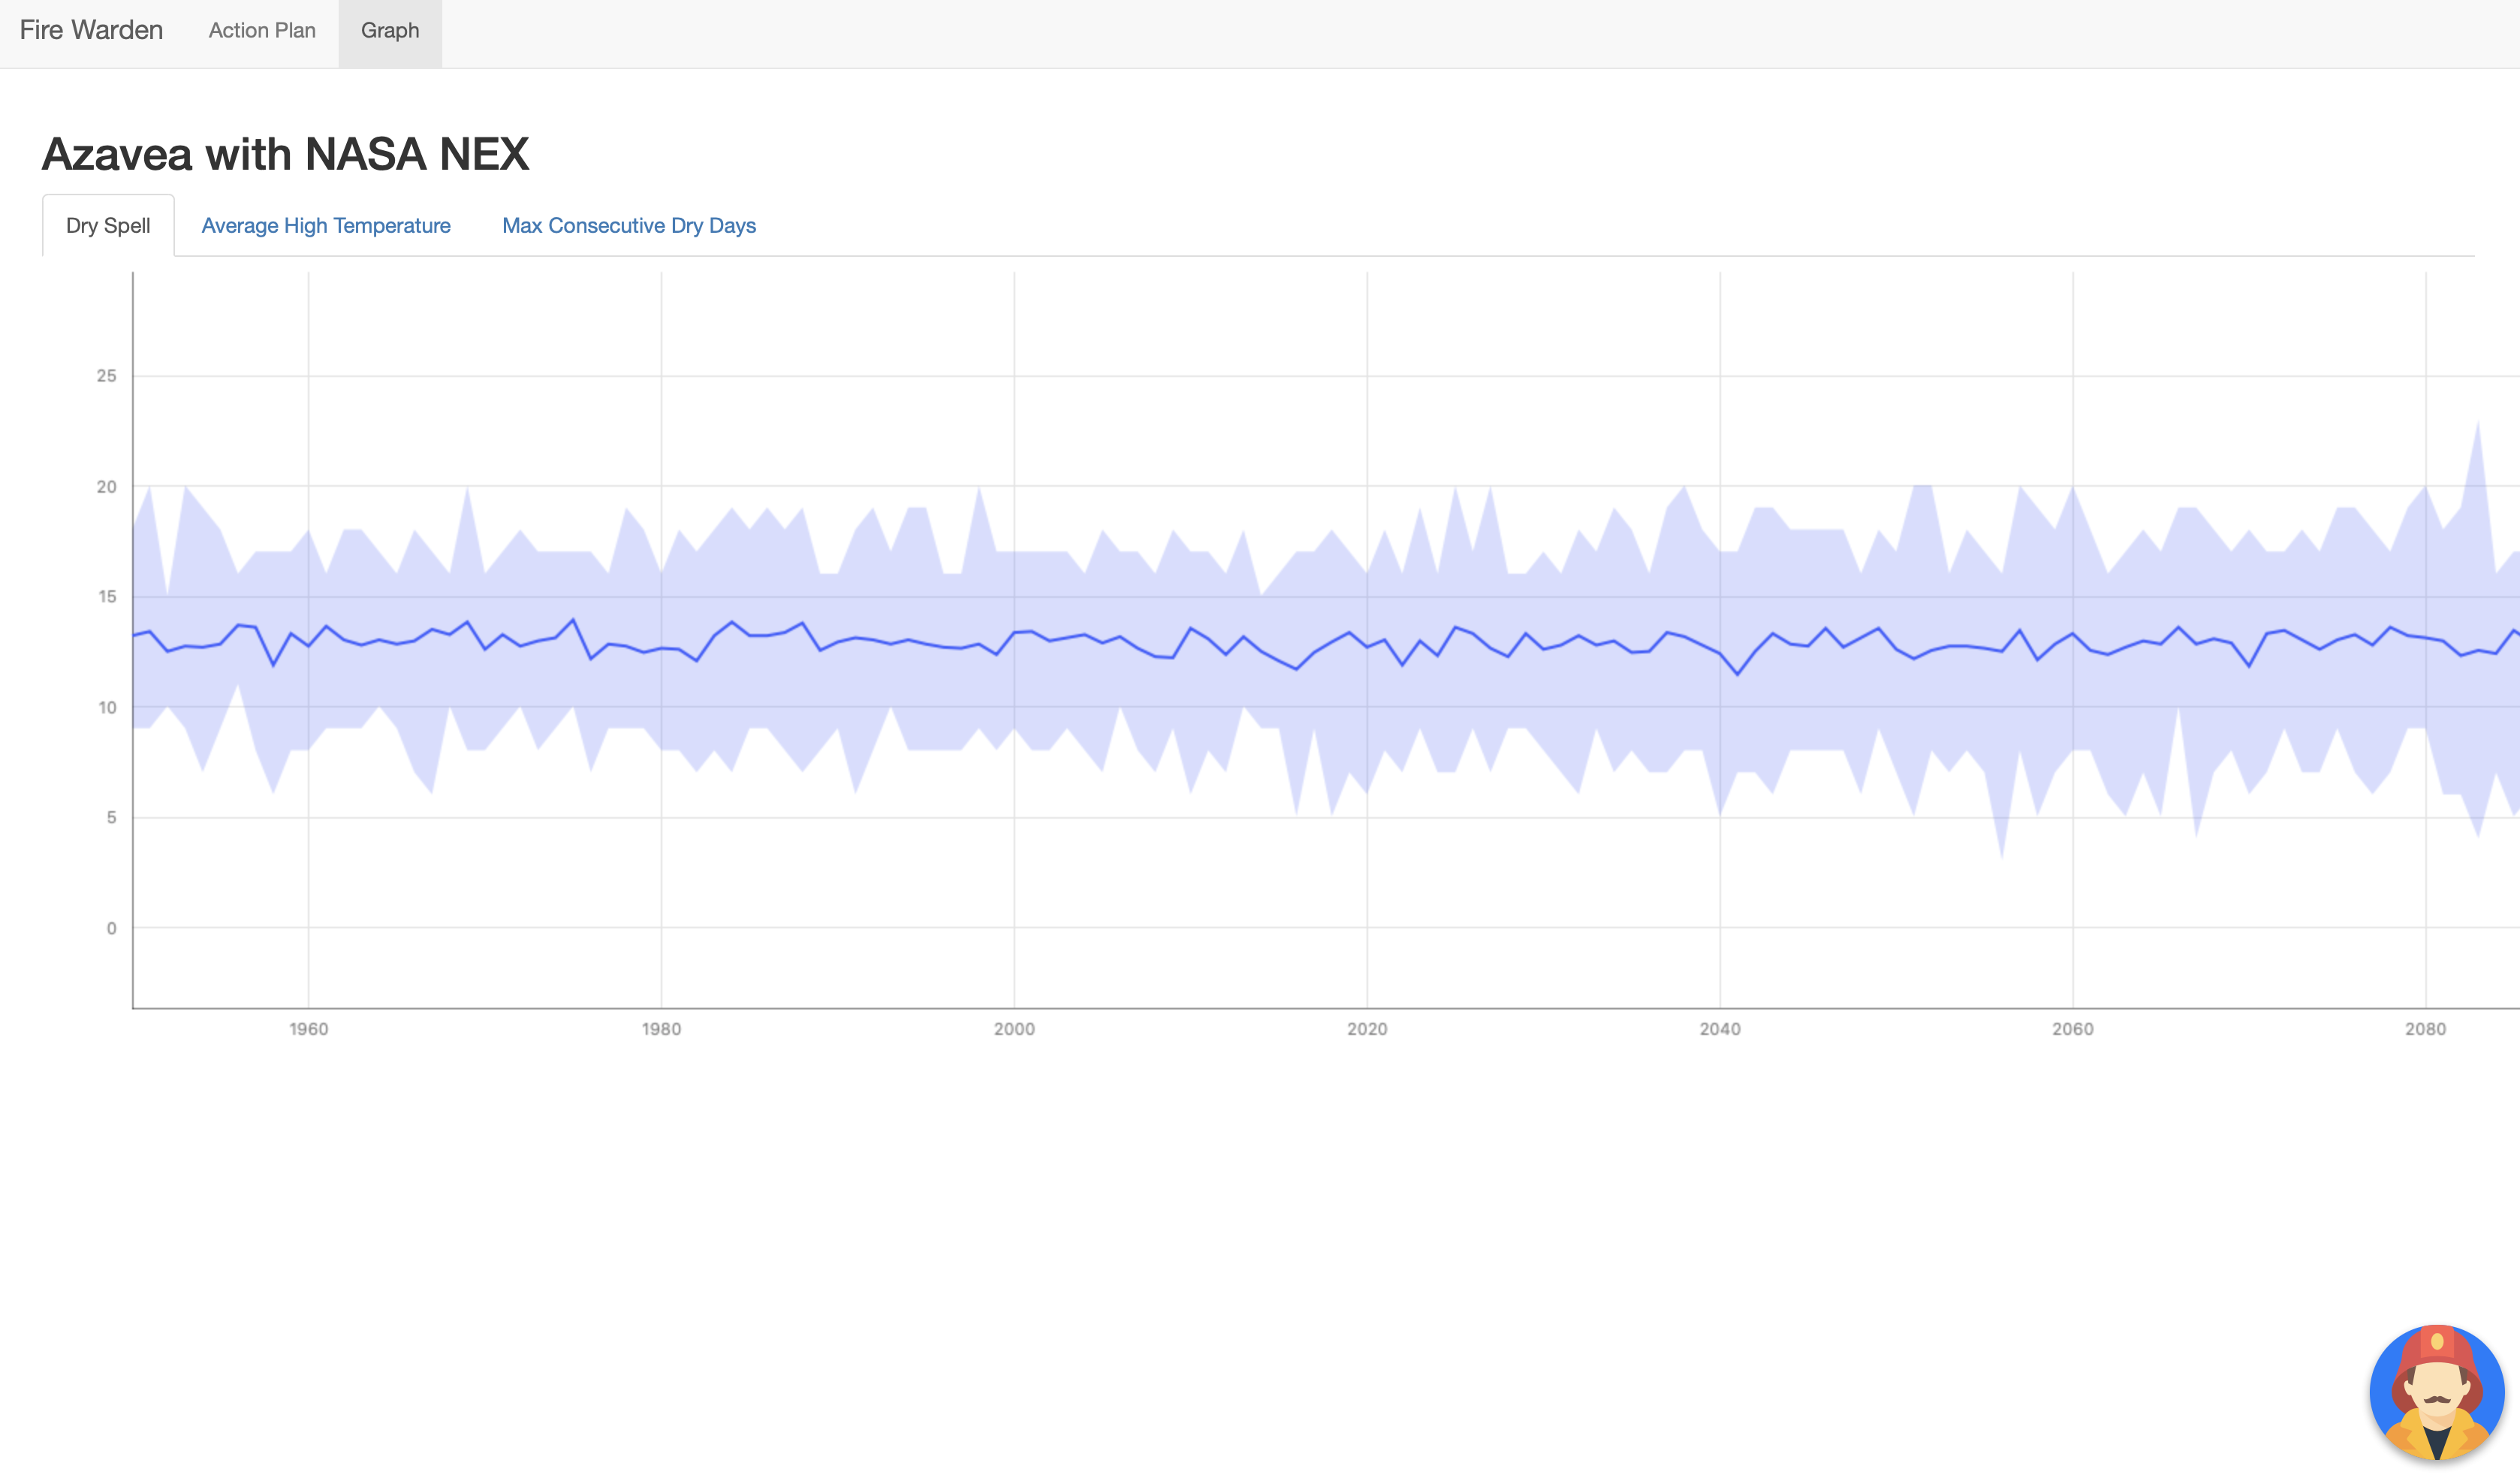 Fire Warden Action Plan Graph
Azavea with NASA NEX
Dry Spell Average High Temperature Max Consecutive Dry Days
25
20
15
10
5
0
1960 1980 2000 2020 2040 2060 2080